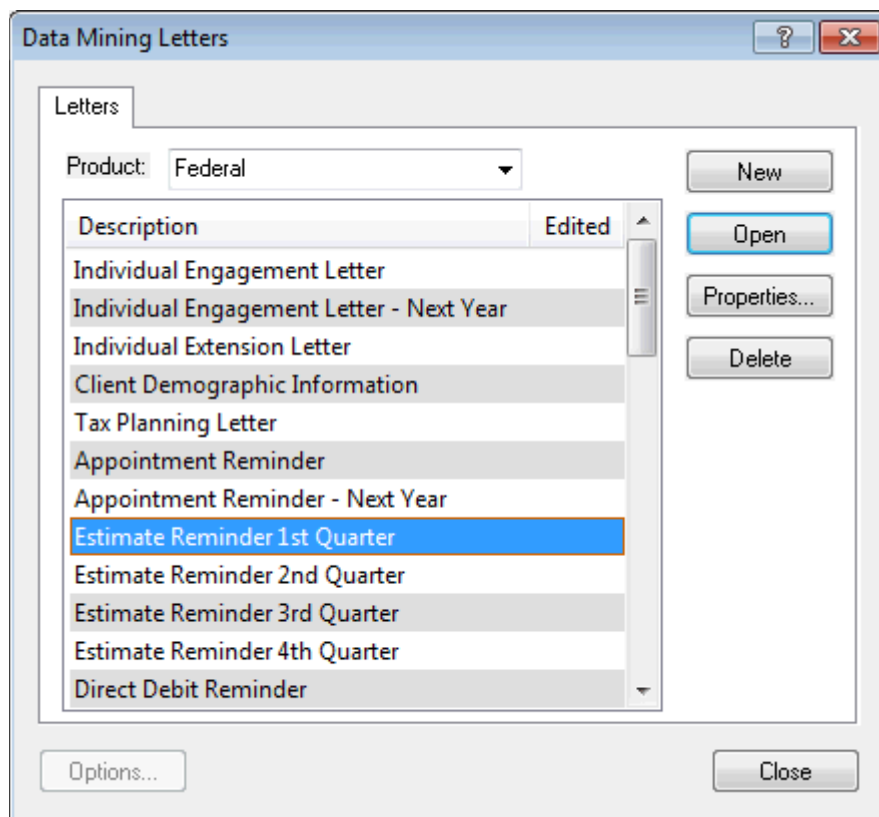 Data Mining Letters
Letters
Product: Federal
New
Description Edited
Open
Individual Engagement Letter
Individual Engagement Letter - Next Year
Properties...
Individual Extension Letter
Delete
Client Demographic Information
Tax Planning Letter
Appointment Reminder
Appointment Reminder - Next Year
Estimate Reminder 1st Quarter
Estimate Reminder 2nd Quarter
Estimate Reminder 3rd Quarter
Estimate Reminder 4th Quarter
Direct Debit Reminder
Options...
Close